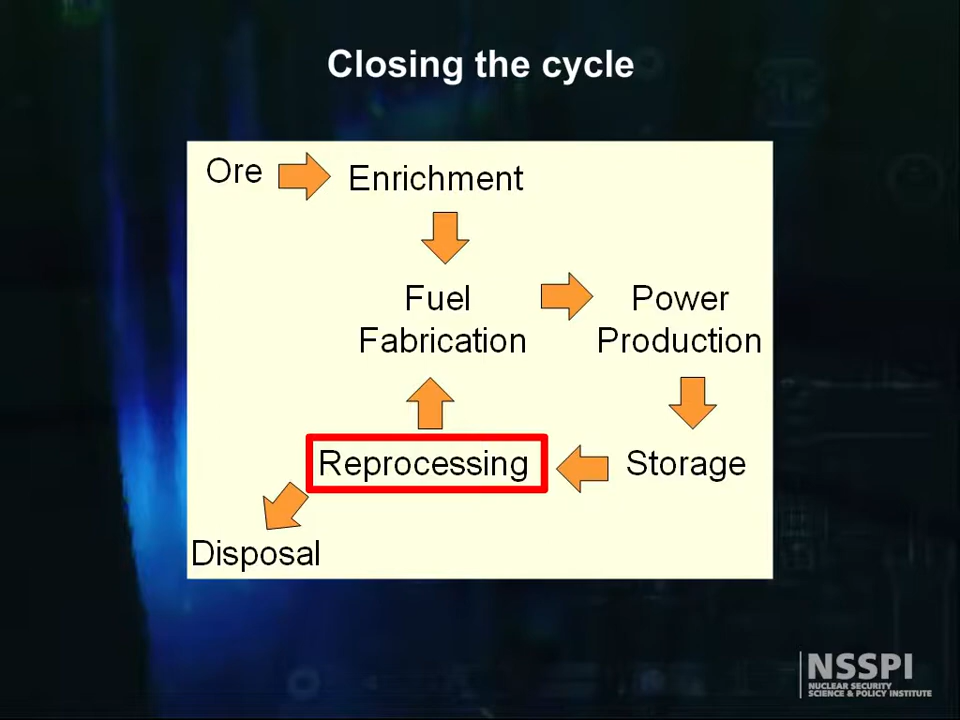 Closing the cycle
Ore
Enrichment
Fuel
Fabrication
Power
Production
Reprocessing
Storage
Disposal
NSSPI
NUCLEAR SECURITY
SCIENCE & POLICY INSTITUTE